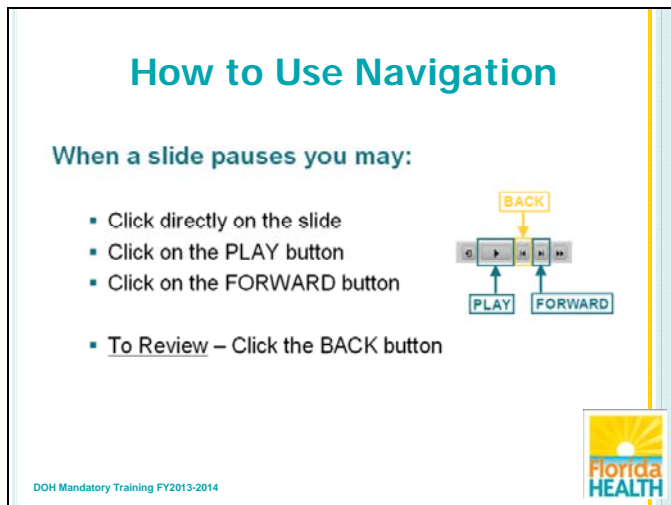 How to Use Navigation
When a slide pauses you may:
▪ Click directly on the slide
▪ Click on the PLAY button
▪ Click on the FORWARD button
▪ To Review – Click the BACK button
BACK
PLAY
FORWARD
DOH Mandatory Training FY2013-2014
Florida
HEALTH